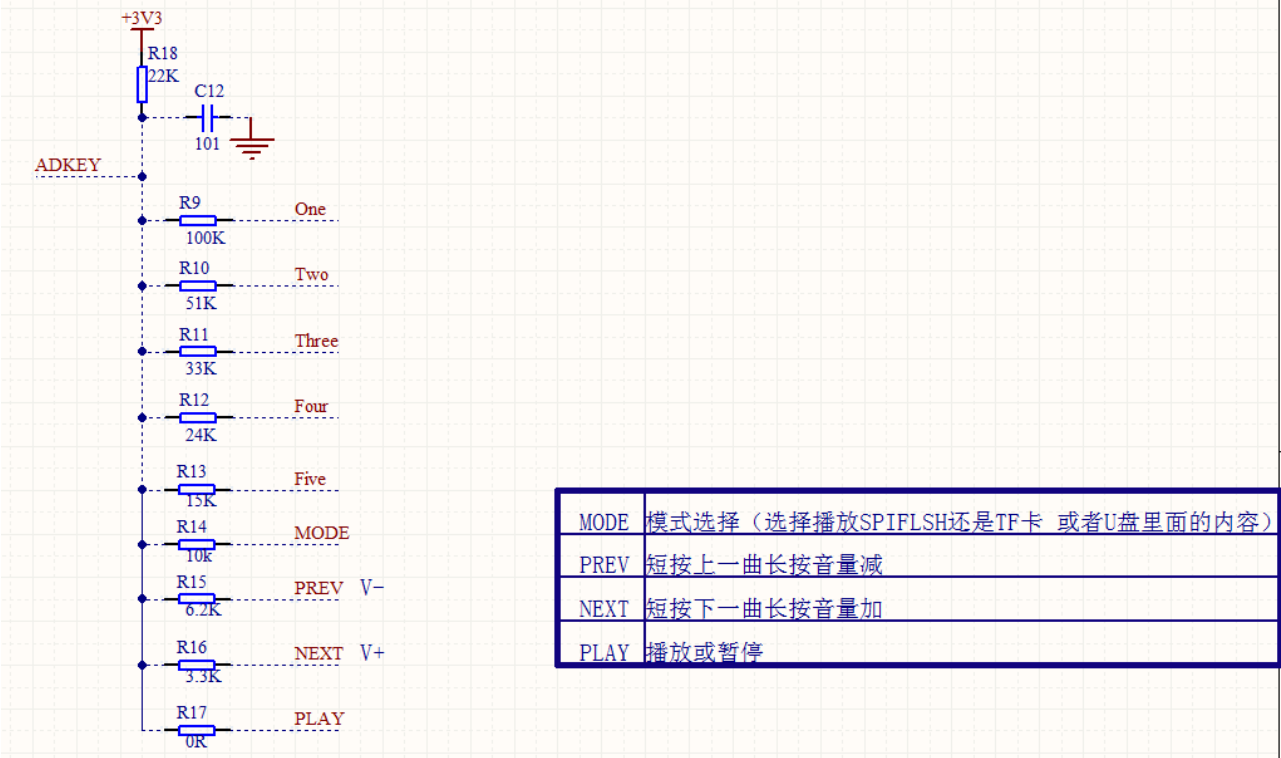 +3V3
R18
22K
C12
101
ADKEY
R9
One
100K
R10
Two
51K
R11
Three
33K
R12
Four
24K
R13
Five
15K
R14
MODE
10k
R15
PREV V-
6.2K
R16
NEXT V+
3.3K
R17
PLAY
0R
MODE 模式选择（选择播放SPIFLSH还是TF卡 或者U盘里面的内容）
PREV 短按上一曲长按音量减
NEXT 短按下一曲长按音量加
PLAY 播放或暂停